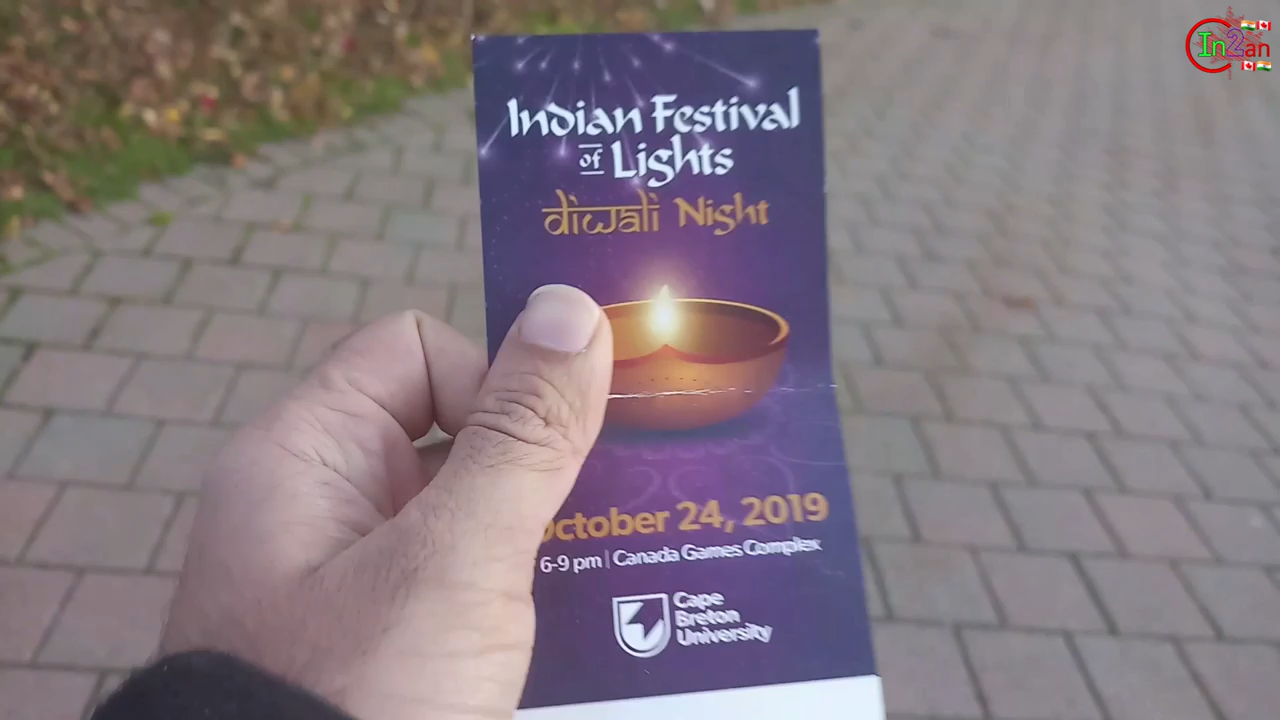 In2an
Indian Festival
of Lights
diwali Night
October 24, 2019
6-9 pm | Canada Games Complex
Cape
Breton
University